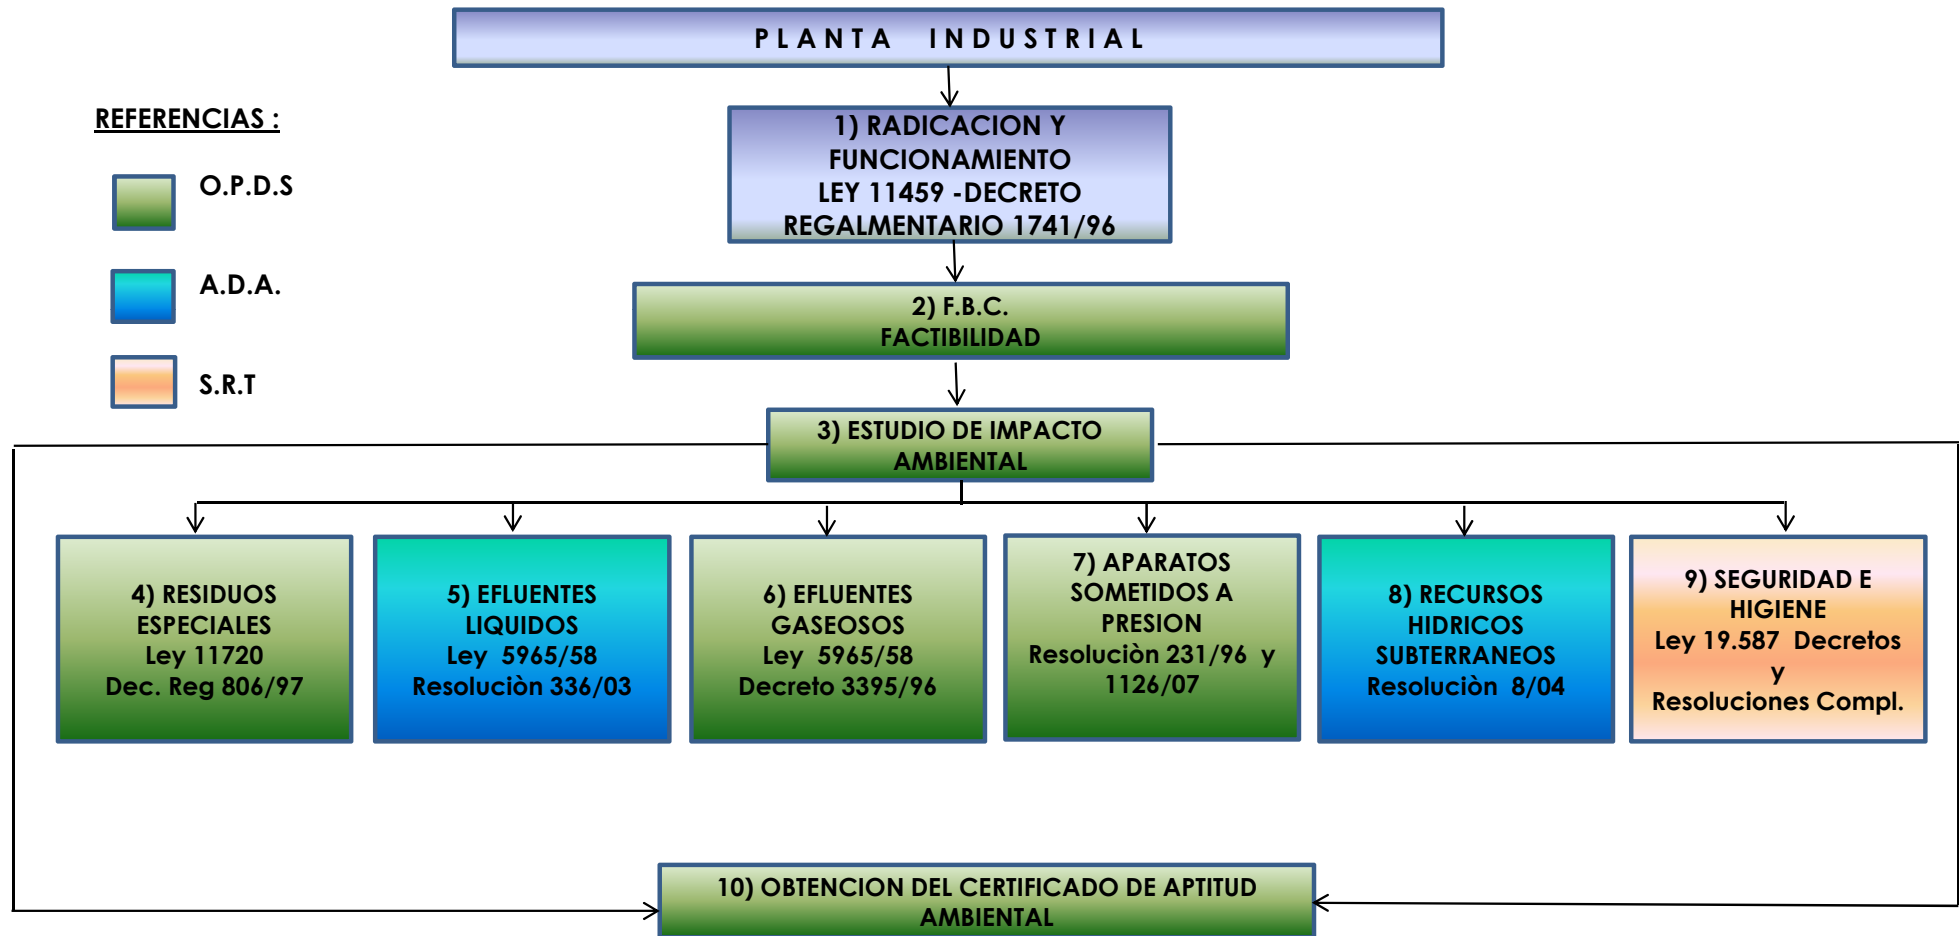 PLANTA INDUSTRIAL
REFERENCIAS :
O.P.D.S
A.D.A.
S.R.T
1) RADICACION Y
FUNCIONAMIENTO
LEY 11459 -DECRETO
REGALMENTARIO 1741/96
2) F.B.C.
FACTIBILIDAD
3) ESTUDIO DE IMPACTO
AMBIENTAL
4) RESIDUOS
ESPECIALES
Ley 11720
Dec. Reg 806/97
5) EFLUENTES
LIQUIDOS
Ley 5965/58
Resoluciòn 336/03
6) EFLUENTES
GASEOSOS
Ley 5965/58
Decreto 3395/96
7) APARATOS
SOMETIDOS A
PRESION
Resoluciòn 231/96 y
1126/07
8) RECURSOS
HIDRICOS
SUBTERRANEOS
Resoluciòn 8/04
9) SEGURIDAD E
HIGIENE
Ley 19.587 Decretos
y
Resoluciones Compl.
10) OBTENCION DEL CERTIFICADO DE APTITUD
AMBIENTAL